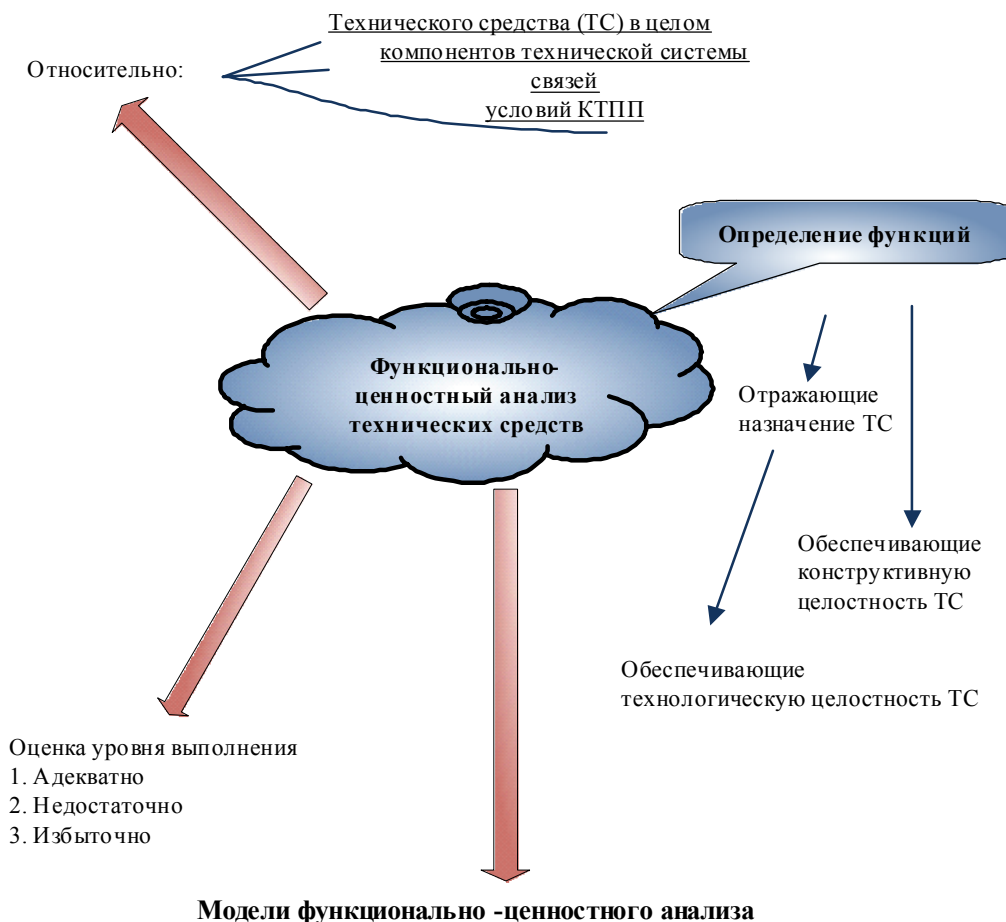 Технического средства (ТС) в целом
компонентов технической системы
Относительно:
связей
условий КТПП
Определение функций
Функционально-
ценностный анализ
технических средств
Отражающие
назначение ТС
Обеспечивающие
конструктивную
целостность ТС
Обеспечивающие
технологическую целостность ТС
Оценка уровня выполнения
1. Адекватно
2. Недостаточно
3. Избыточно
Модели функционально -ценностного анализа